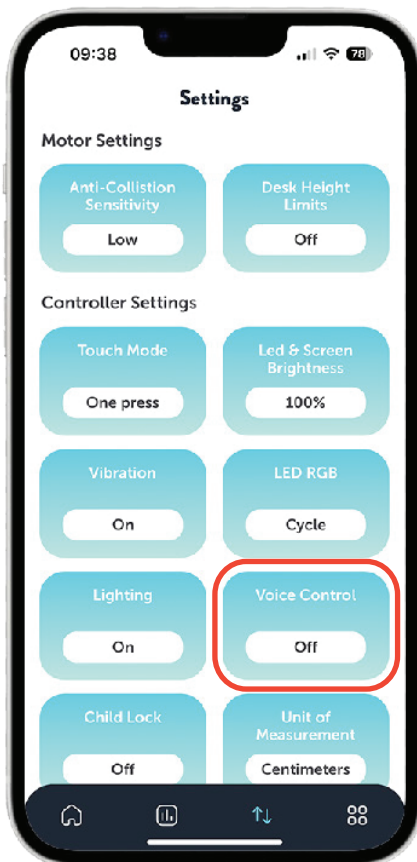 09:38
78
Settings
Motor Settings
Anti-Collistion
Sensitivity
Low
Desk Height
Limits
Off
Controller Settings
Touch Mode
One press
Led & Screen
Brightness
100%
Vibration
On
LED RGB
Cycle
Lighting
On
Voice Control
Off
Child Lock
Off
Unit of
Measurement
Centimeters